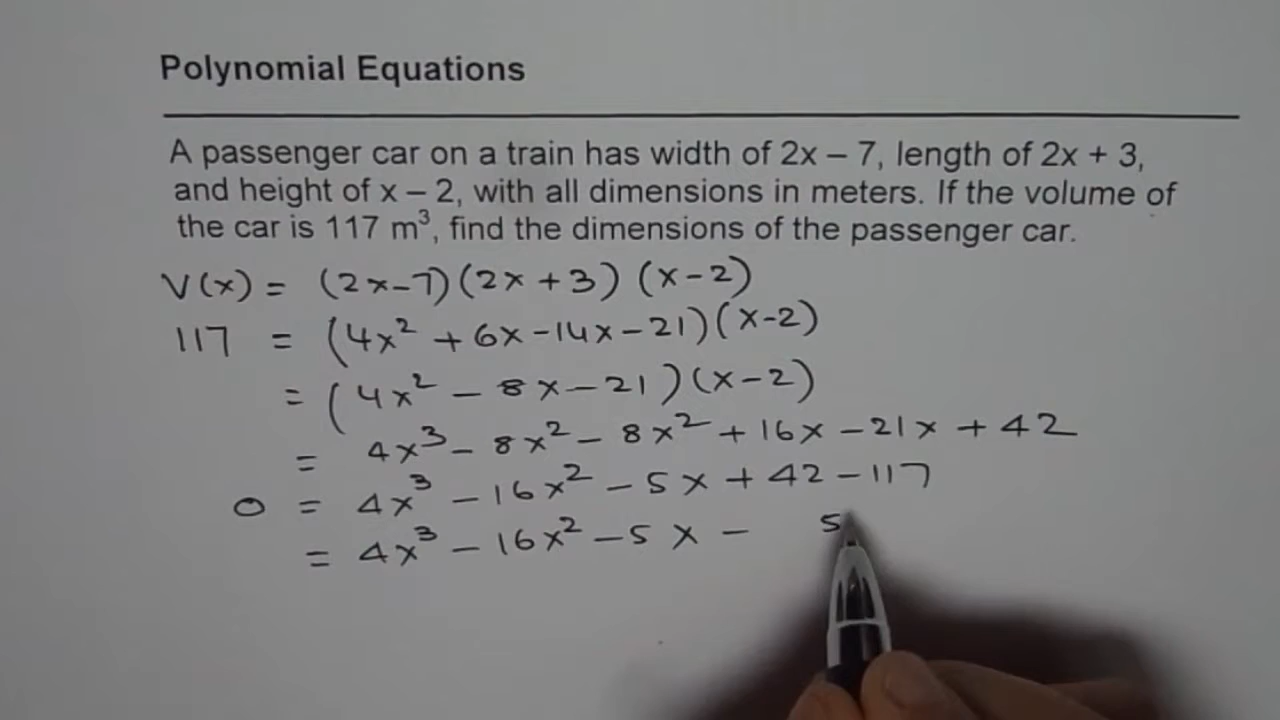 Polynomial Equations
A passenger car on a train has width of 2x – 7, length of 2x + 3,
and height of x – 2, with all dimensions in meters. If the volume of
the car is 117 m³, find the dimensions of the passenger car.
V(x) = (2x-7)(2x+3)(x-2)
117 = (4x² + 6x - 14x - 21)(x-2)
= (4x² - 8x - 21)(x-2)
= 4x³ - 8x² - 8x² + 16x - 21x + 42
0 = 4x³ - 16x² - 5x + 42 - 117
= 4x³ - 16x² - 5x - 5